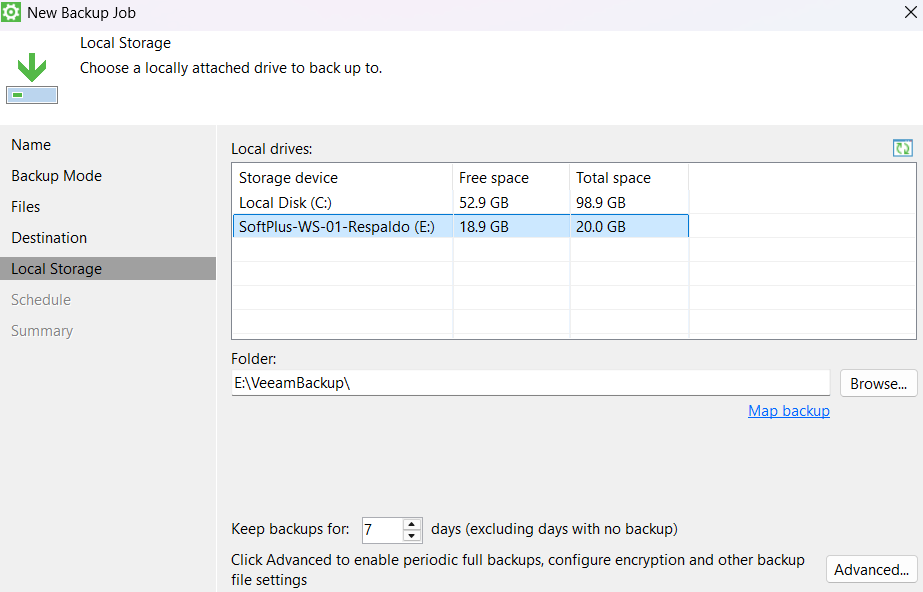 New Backup Job
Local Storage
Choose a locally attached drive to back up to.
Name
Backup Mode
Files
Destination
Local Storage
Schedule
Summary
Local drives:
Storage device Free space Total space
Local Disk (C:) 52.9 GB 98.9 GB
SoftPlus-WS-01-Respaldo (E:) 18.9 GB 20.0 GB
Folder:
E:\VeeamBackup\
Browse...
Map backup
Keep backups for: 7 days (excluding days with no backup)
Click Advanced to enable periodic full backups, configure encryption and other backup
file settings
Advanced...